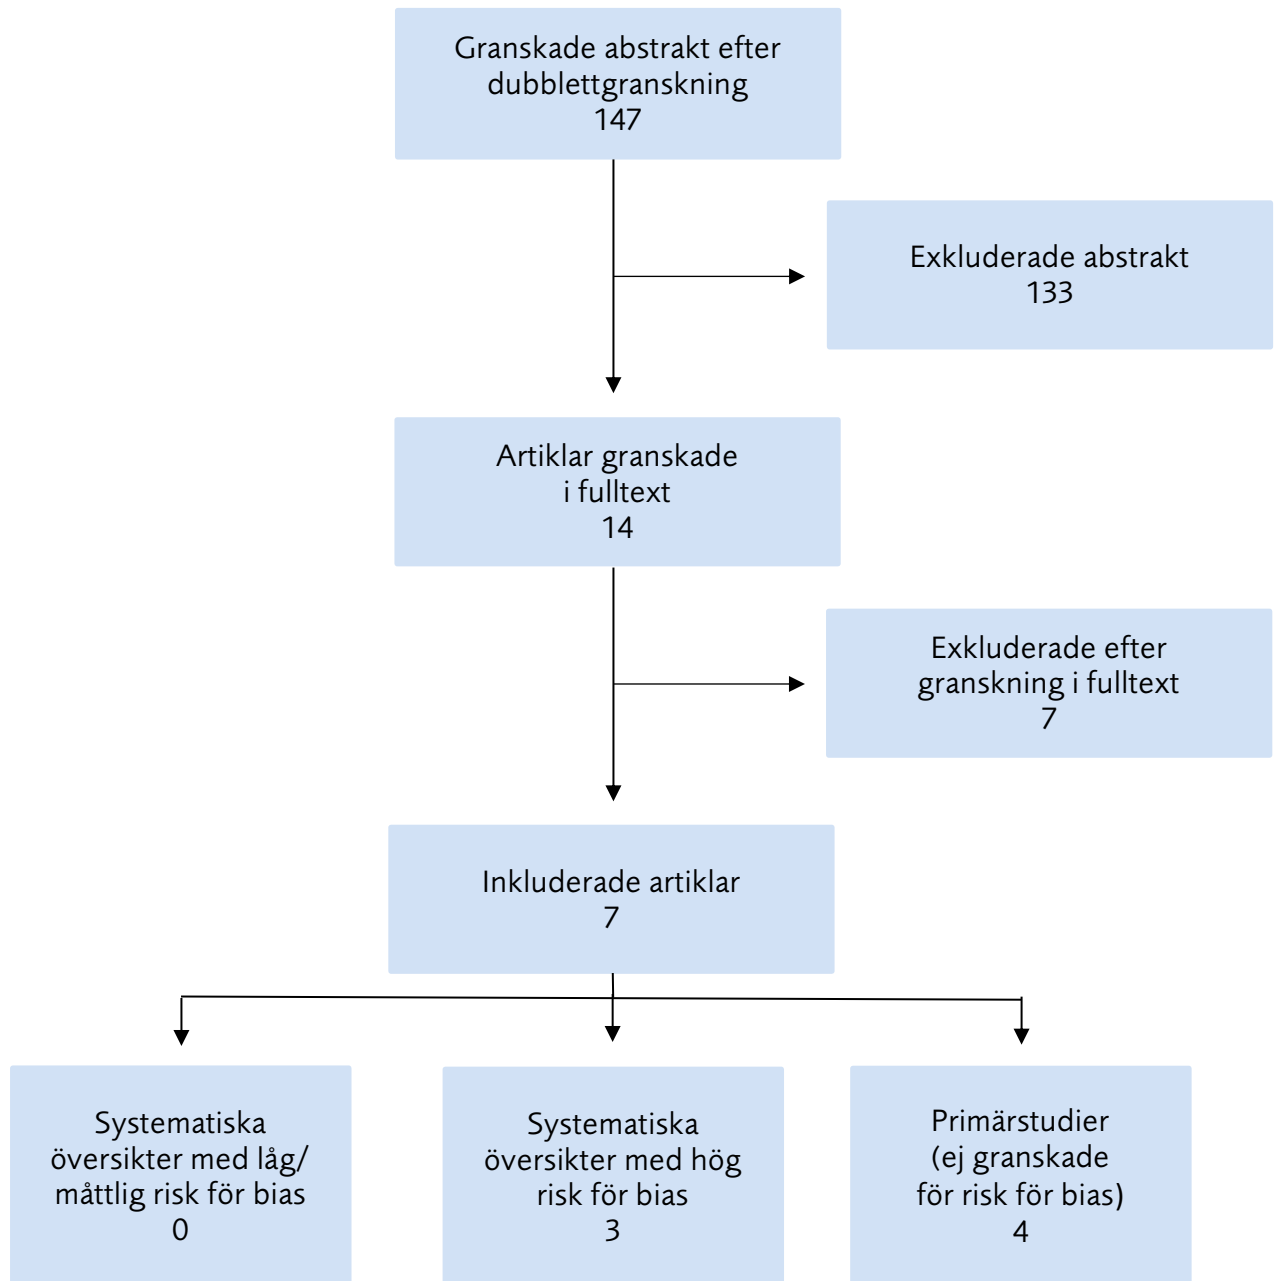 Granskade abstrakt efter
dubblettgranskning
147
Exkluderade abstrakt
133
Artiklar granskade
i fulltext
14
Exkluderade efter
granskning i fulltext
7
Inkluderade artiklar
7
Systematiska
översikter med låg/
måttlig risk för bias
0
Systematiska
översikter med hög
risk för bias
3
Primärstudier
(ej granskade
för risk för bias)
4